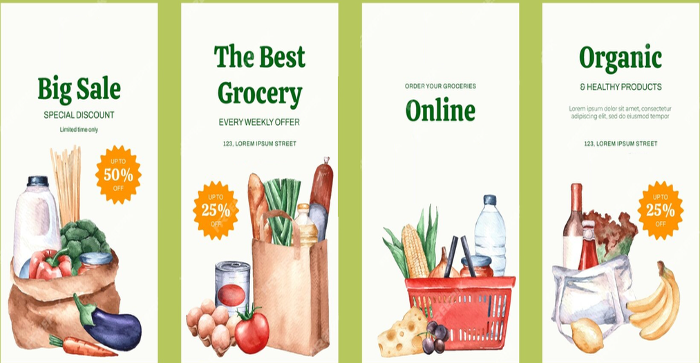 Big Sale
SPECIAL DISCOUNT
Limited time only
UP TO
50%
OFF
The Best
Grocery
EVERY WEEKLY OFFER
123, LOREM IPSUM STREET
UP TO
25%
OFF
ORDER YOUR GROCERIES
Online
Organic
& HEALTHY PRODUCTS
Lorem ipsum dolor sit amet, consectetur
adipiscing elit, sed do eiusmod tempor
123, LOREM IPSUM STREET
UP TO
25%
OFF